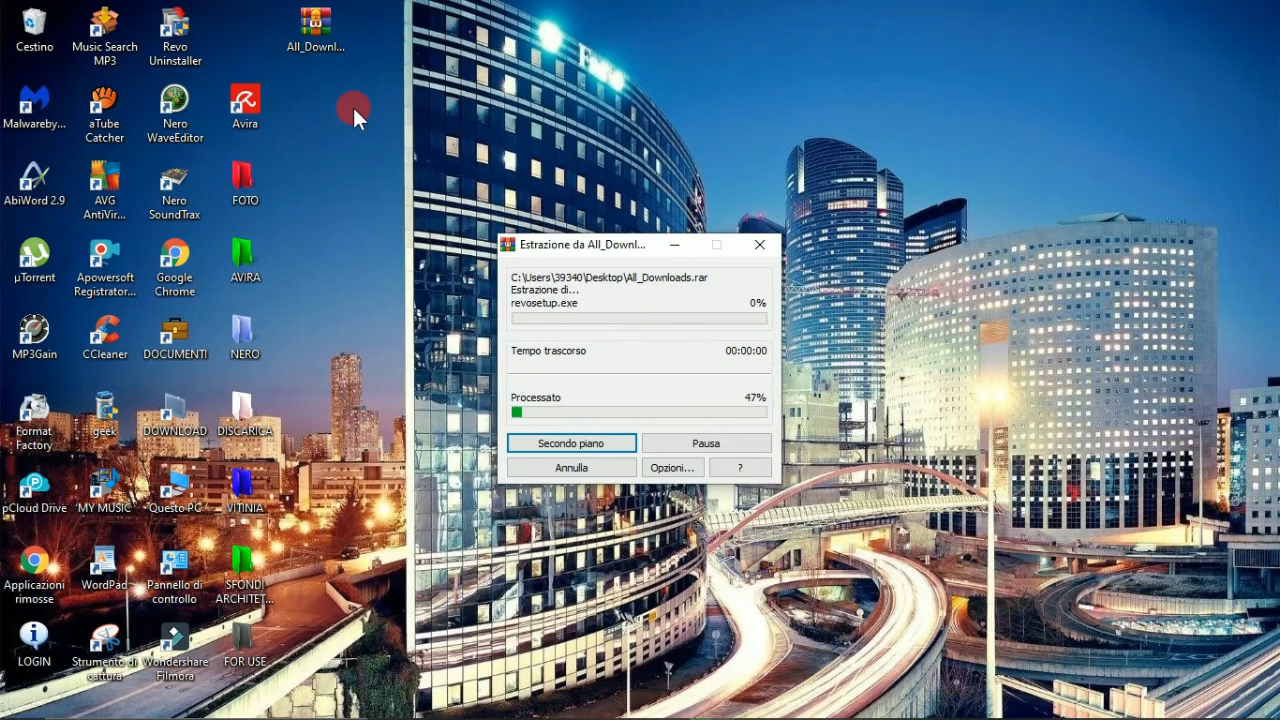 Cestino
Music Search
MP3
Revo
Uninstaller
All_Downl...
Malwareby...
aTube
Catcher
Nero
WaveEditor
Avira
AbiWord 2.9
AVG
AntiVir...
Nero
SoundTrax
FOTO
µTorrent
Apowersoft
Registrator...
Google
Chrome
AVIRA
MP3Gain
CCleaner
DOCUMENTI
NERO
Format
Factory
geek
DOWNLOAD
DISCARICA
pCloud Drive
'MY MUSIC'
Questo PC
VITINIA
Applicazioni
rimosse
WordPad
Pannello di
controllo
SFONDI
ARCHITET...
LOGIN
Strumento di
cattura
Wondershare
Filmora
FOR USE
Estrazione da All_Downl...
C:\Users\39340\Desktop\All_Downloads.rar
Estrazione di...
revosetup.exe 0%
Tempo trascorso 00:00:00
Processato 47%
Secondo piano Pausa
Annulla Opzioni... ?